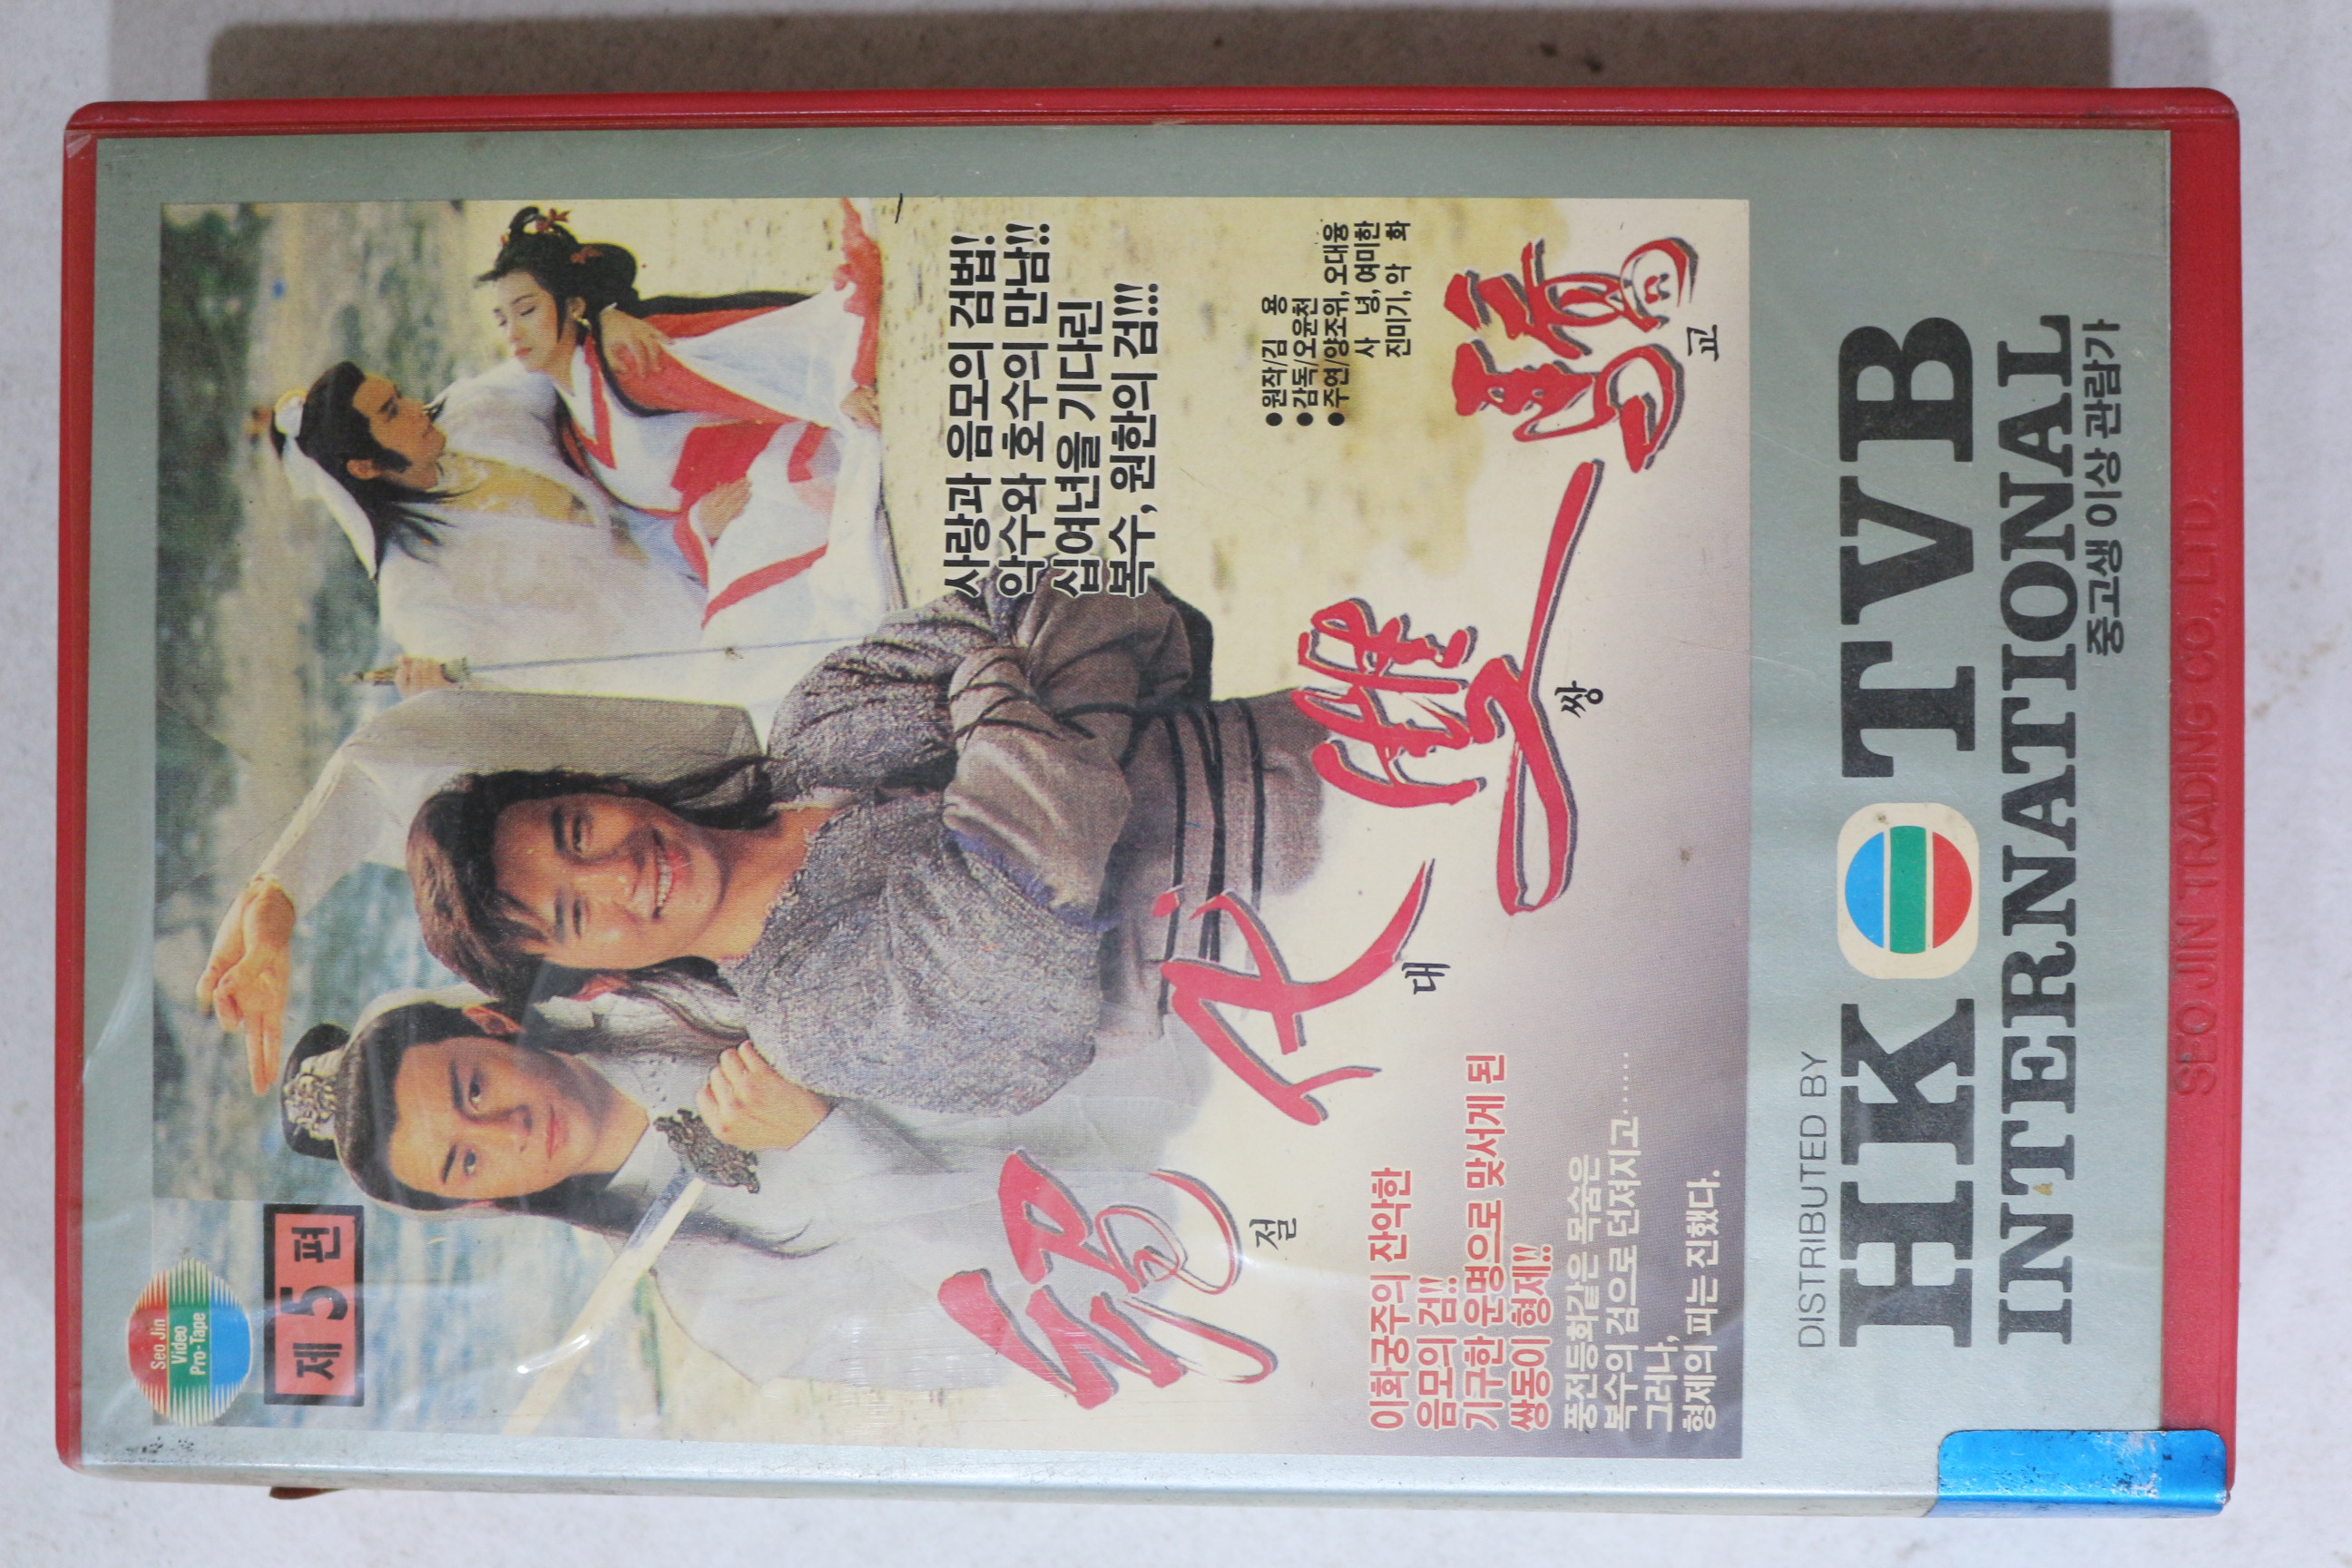 Seo Jin
Video
Pro-Tape
제 5 편
사랑과 음모의 검법!
악수와 호수의 만남!!
십여년을 기다린
복수, 원한의 검!!!
●원작/김 용
●감독/오윤천
●주연/양조위, 오대융
사 녕, 여미한
진미기, 악 화
絕代雙驕
절 대 쌍 교
이화궁주의 잔악한
음모의 검!!
기구한 운명으로 맞서게 된
쌍동이 형제!!
풍전등화같은 목숨은
복수의 검으로 던져지고……
그러나,
형제의 피는 진했다.
DISTRIBUTED BY
HK TVB
INTERNATIONAL
중고생 이상 관람가
SEO JIN TRADING CO., LTD.